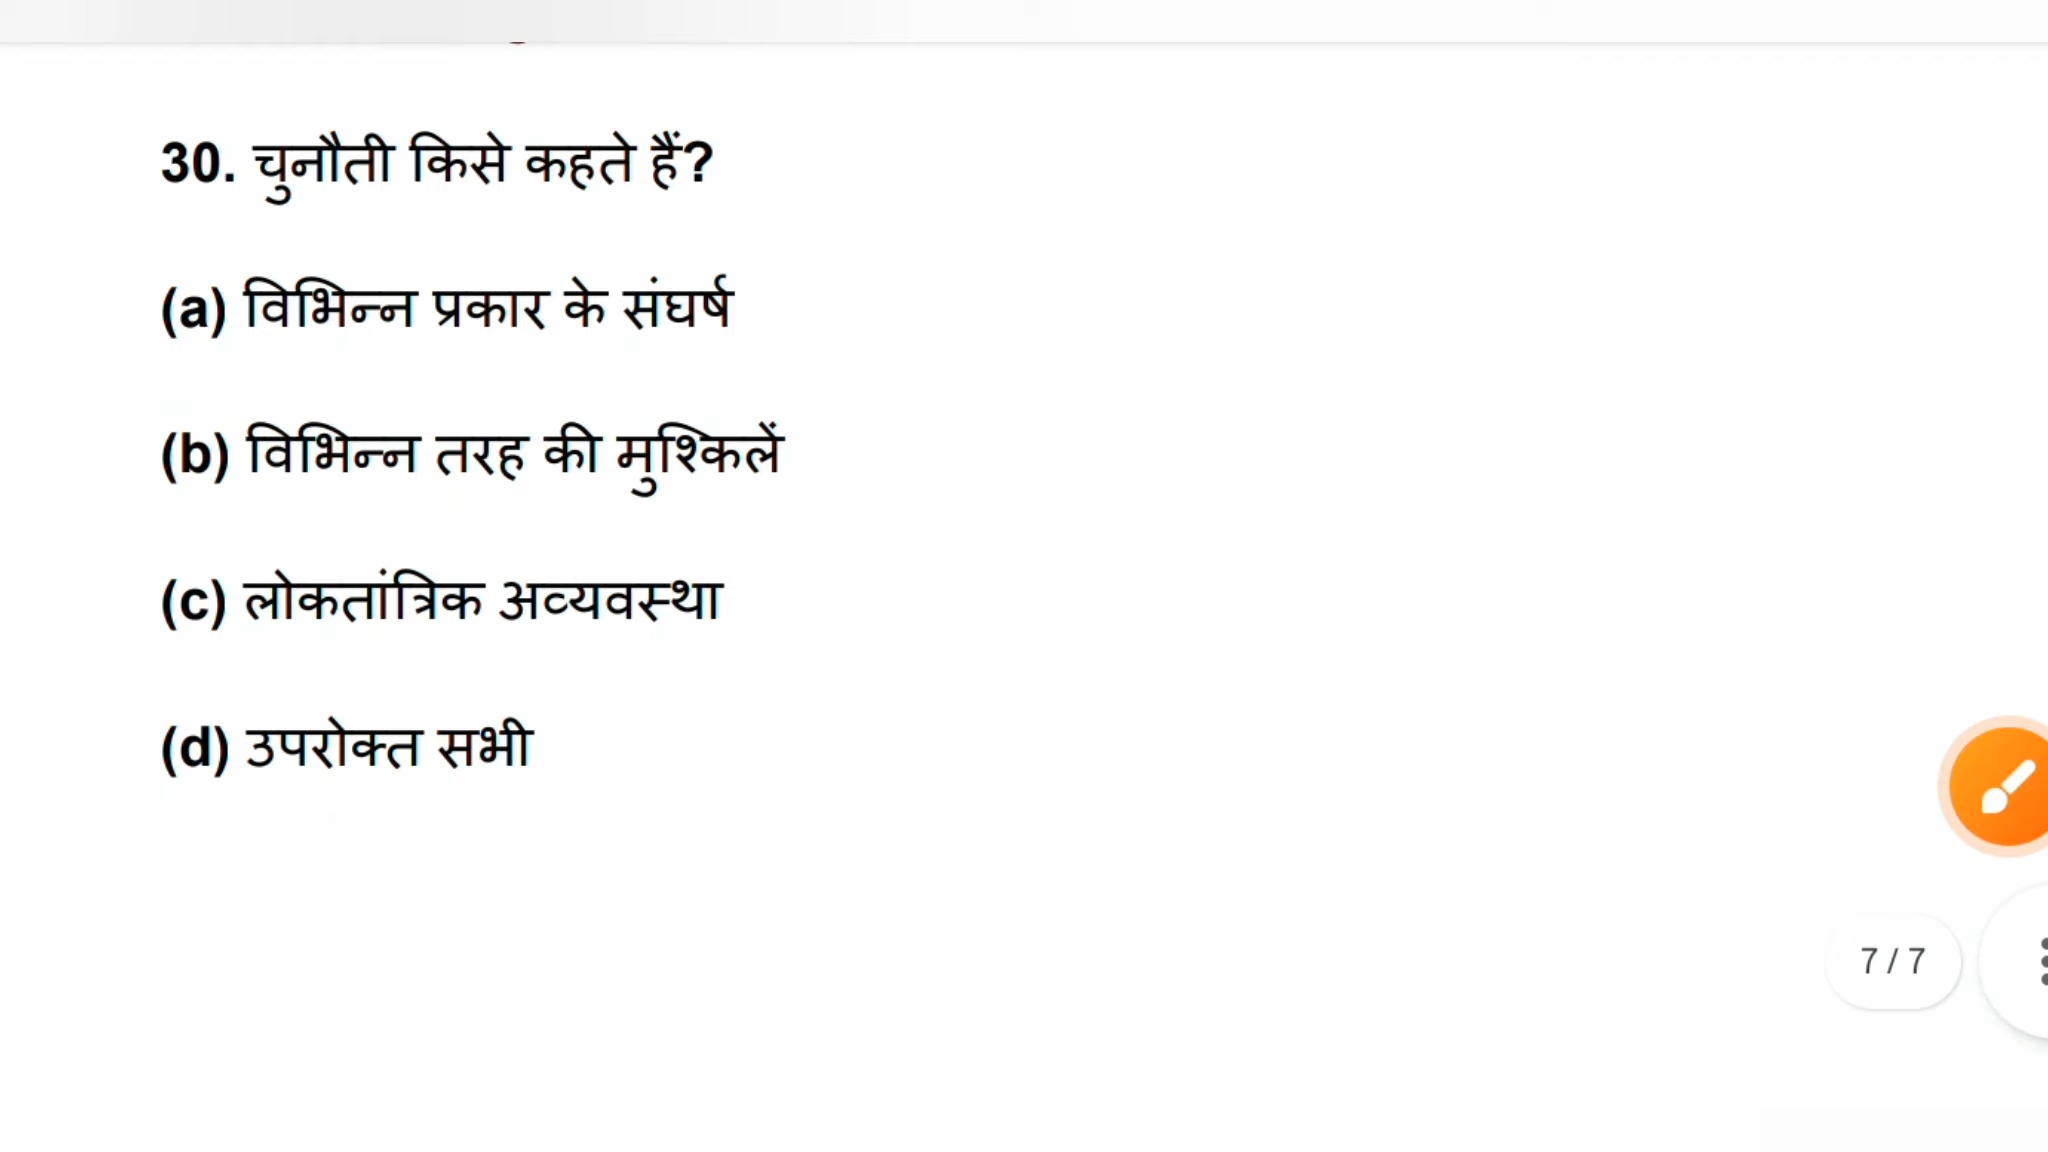 30. चुनौती किसे कहते हैं?
(a) विभिन्न प्रकार के संघर्ष
(b) विभिन्न तरह की मुश्किलें
(c) लोकतांत्रिक अव्यवस्था
(d) उपरोक्त सभी
7 / 7